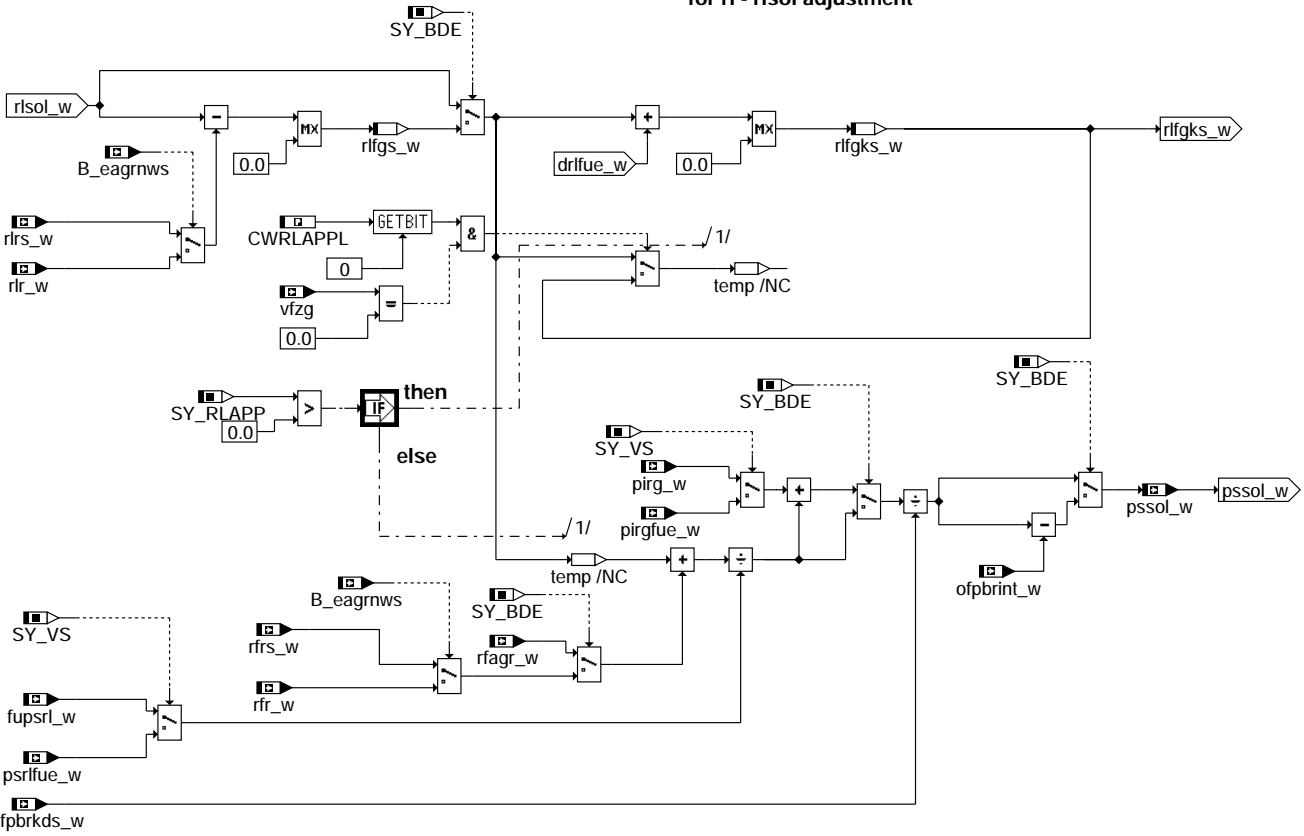 for rl - rlsol adjustment
SY_BDE
rlsol_w
MX
rlfgs_w
0.0
B_eagrnws
drlfue_w
0.0
MX
rlfgks_w
rlfgks_w
rlrs_w
rlr_w
CWRLAPPL
GETBIT
&
0
/1/
temp /NC
vfzg
=
0.0
SY_RLAPP
0.0
>
IF
then
else
/1/
SY_BDE
SY_BDE
SY_VS
pirg_w
pirgfue_w
pssol_w
pssol_w
ofpbrint_w
temp /NC
B_eagrnws
SY_BDE
SY_VS
rfrs_w
rfagr_w
rfr_w
fupsrl_w
psrlfue_w
fpbrkds_w